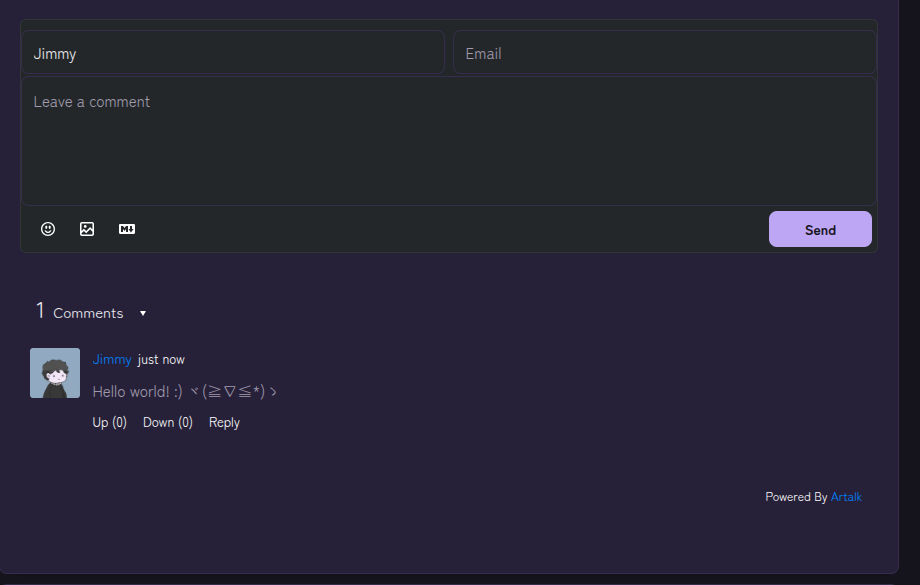 Jimmy
Email
Leave a comment
Send
1 Comments
Jimmy just now
Hello world! :) ヾ(≧▽≦*)ゝ
Up (0) Down (0) Reply
Powered By Artalk